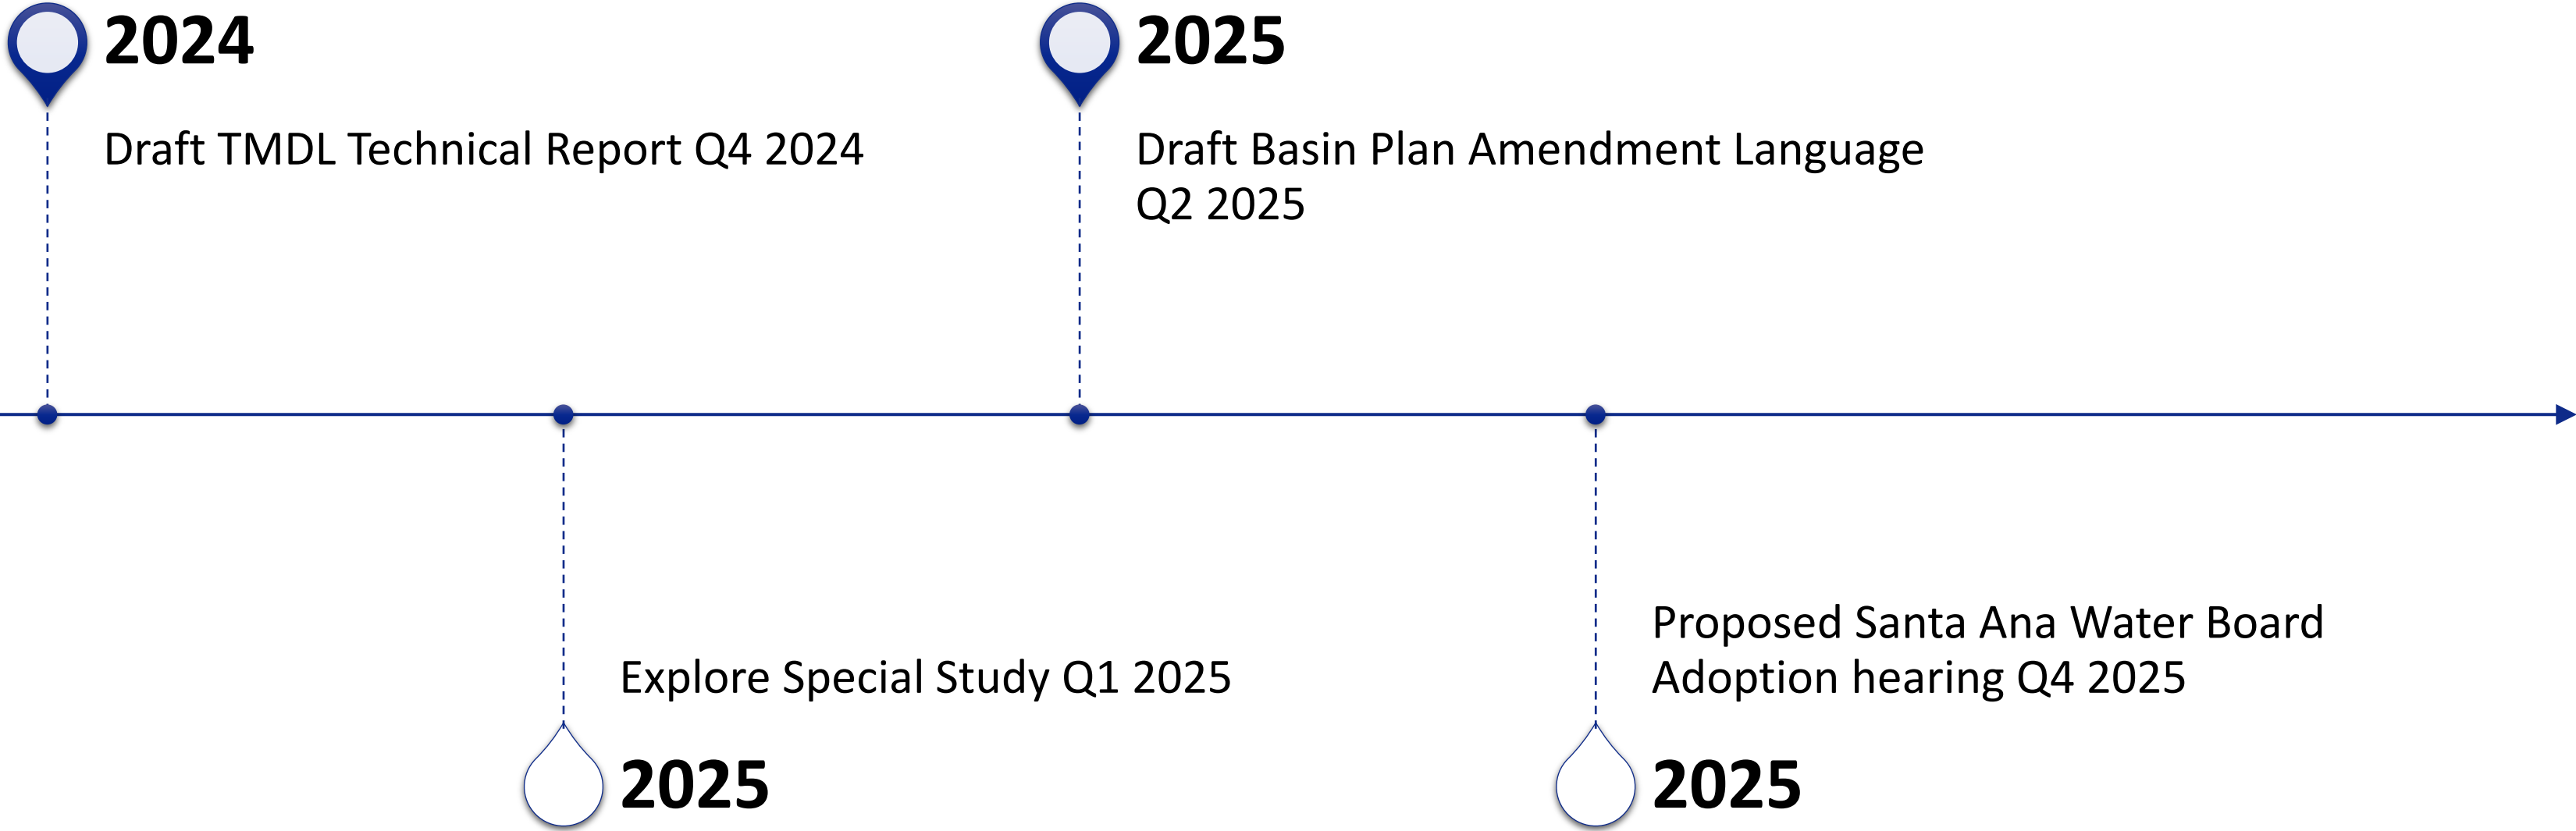 2024
Draft TMDL Technical Report Q4 2024
2025
Draft Basin Plan Amendment Language
Q2 2025
Explore Special Study Q1 2025
2025
Proposed Santa Ana Water Board
Adoption hearing Q4 2025
2025